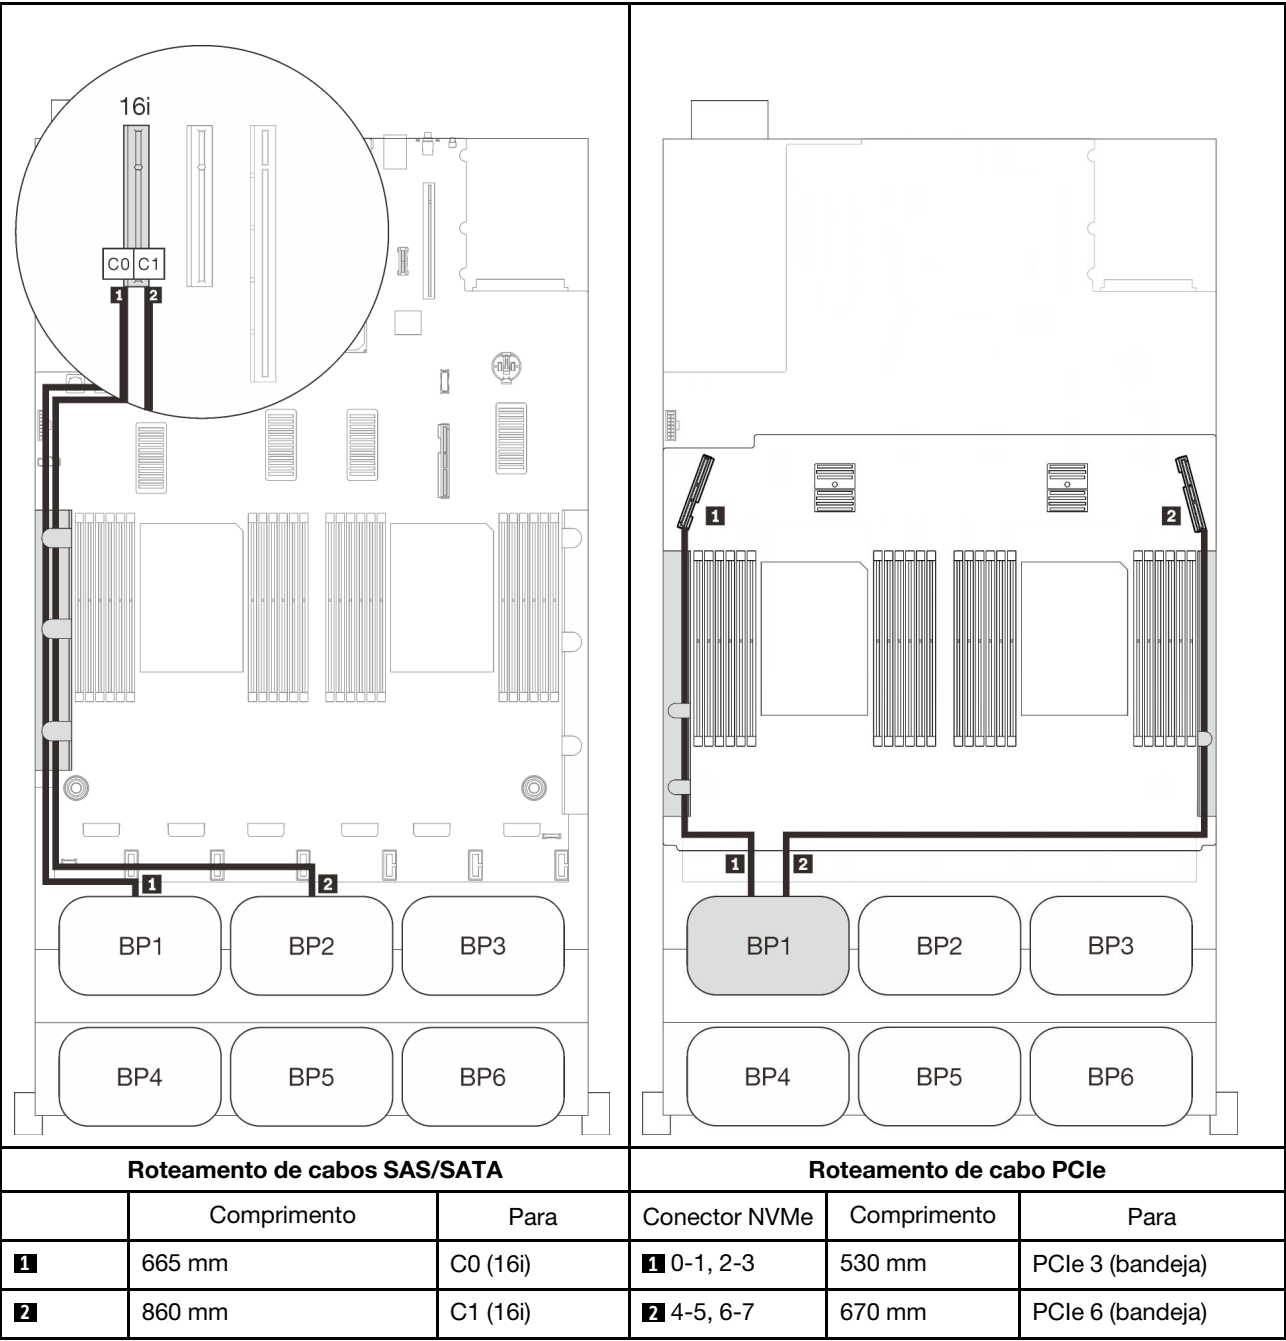 16i
C0 C1
1 2
1
2
BP1 BP2 BP3
BP4 BP5 BP6
1
2
1
2
BP1 BP2 BP3
BP4 BP5 BP6
Roteamento de cabos SAS/SATA
Comprimento Para
1 665 mm C0 (16i)
2 860 mm C1 (16i)
Roteamento de cabo PCIe
Conector NVMe Comprimento Para
1 0-1, 2-3 530 mm PCIe 3 (bandeja)
2 4-5, 6-7 670 mm PCIe 6 (bandeja)